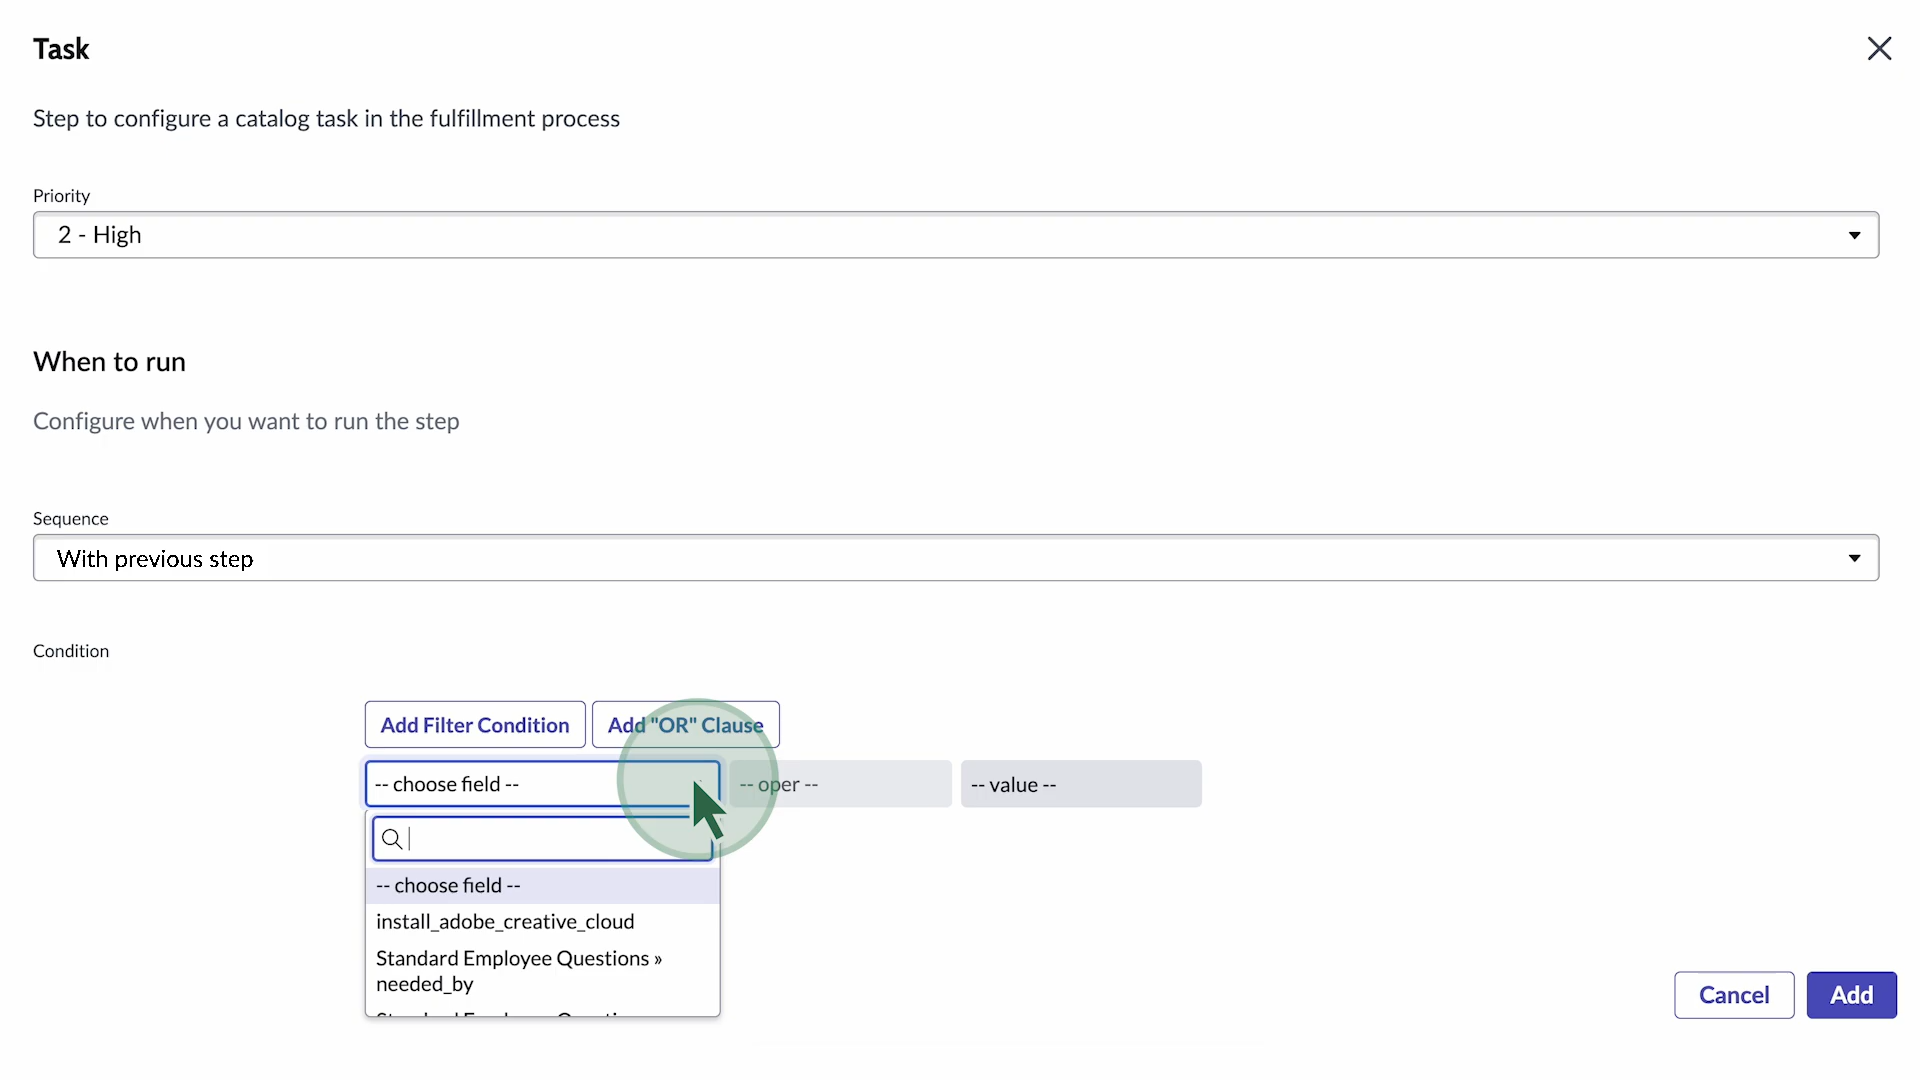 Task
Step to configure a catalog task in the fulfillment process
Priority
2 - High
When to run
Configure when you want to run the step
Sequence
With previous step
Condition
Add Filter Condition Add "OR" Clause
-- choose field -- -- oper -- -- value --
-- choose field --
install_adobe_creative_cloud
Standard Employee Questions »
needed_by
Cancel Add